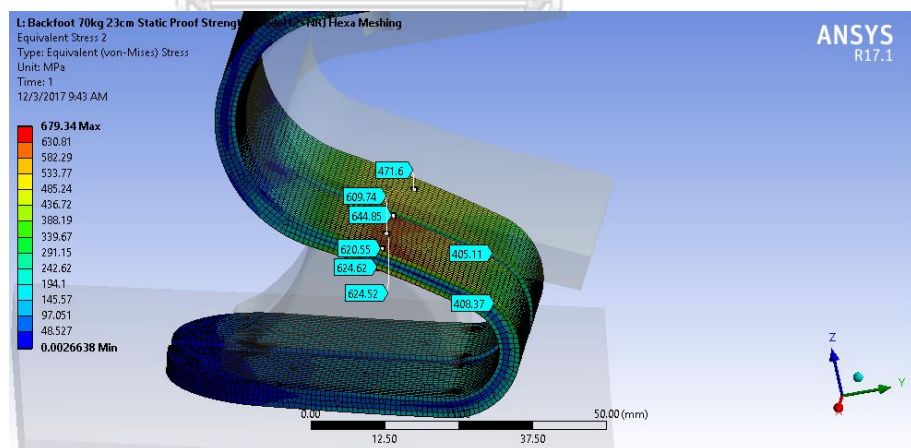 L: Backfoot 70kg 23cm Static Proof Strengt
NRJ Hexa Meshing
Equivalent Stress 2
Type: Equivalent (von-Mises) Stress
Unit: MPa
Time: 1
12/3/2017 9:43 AM
ANSYS
R17.1
679.34 Max
630.81
582.29
533.77
485.24
436.72
388.19
339.67
291.15
242.62
194.1
145.57
97.051
48.527
0.0026638 Min
471.6
609.74
644.85
620.55
405.11
624.62
624.52
408.37
Z
Y
0.00
50.00 (mm)
12.50
37.50